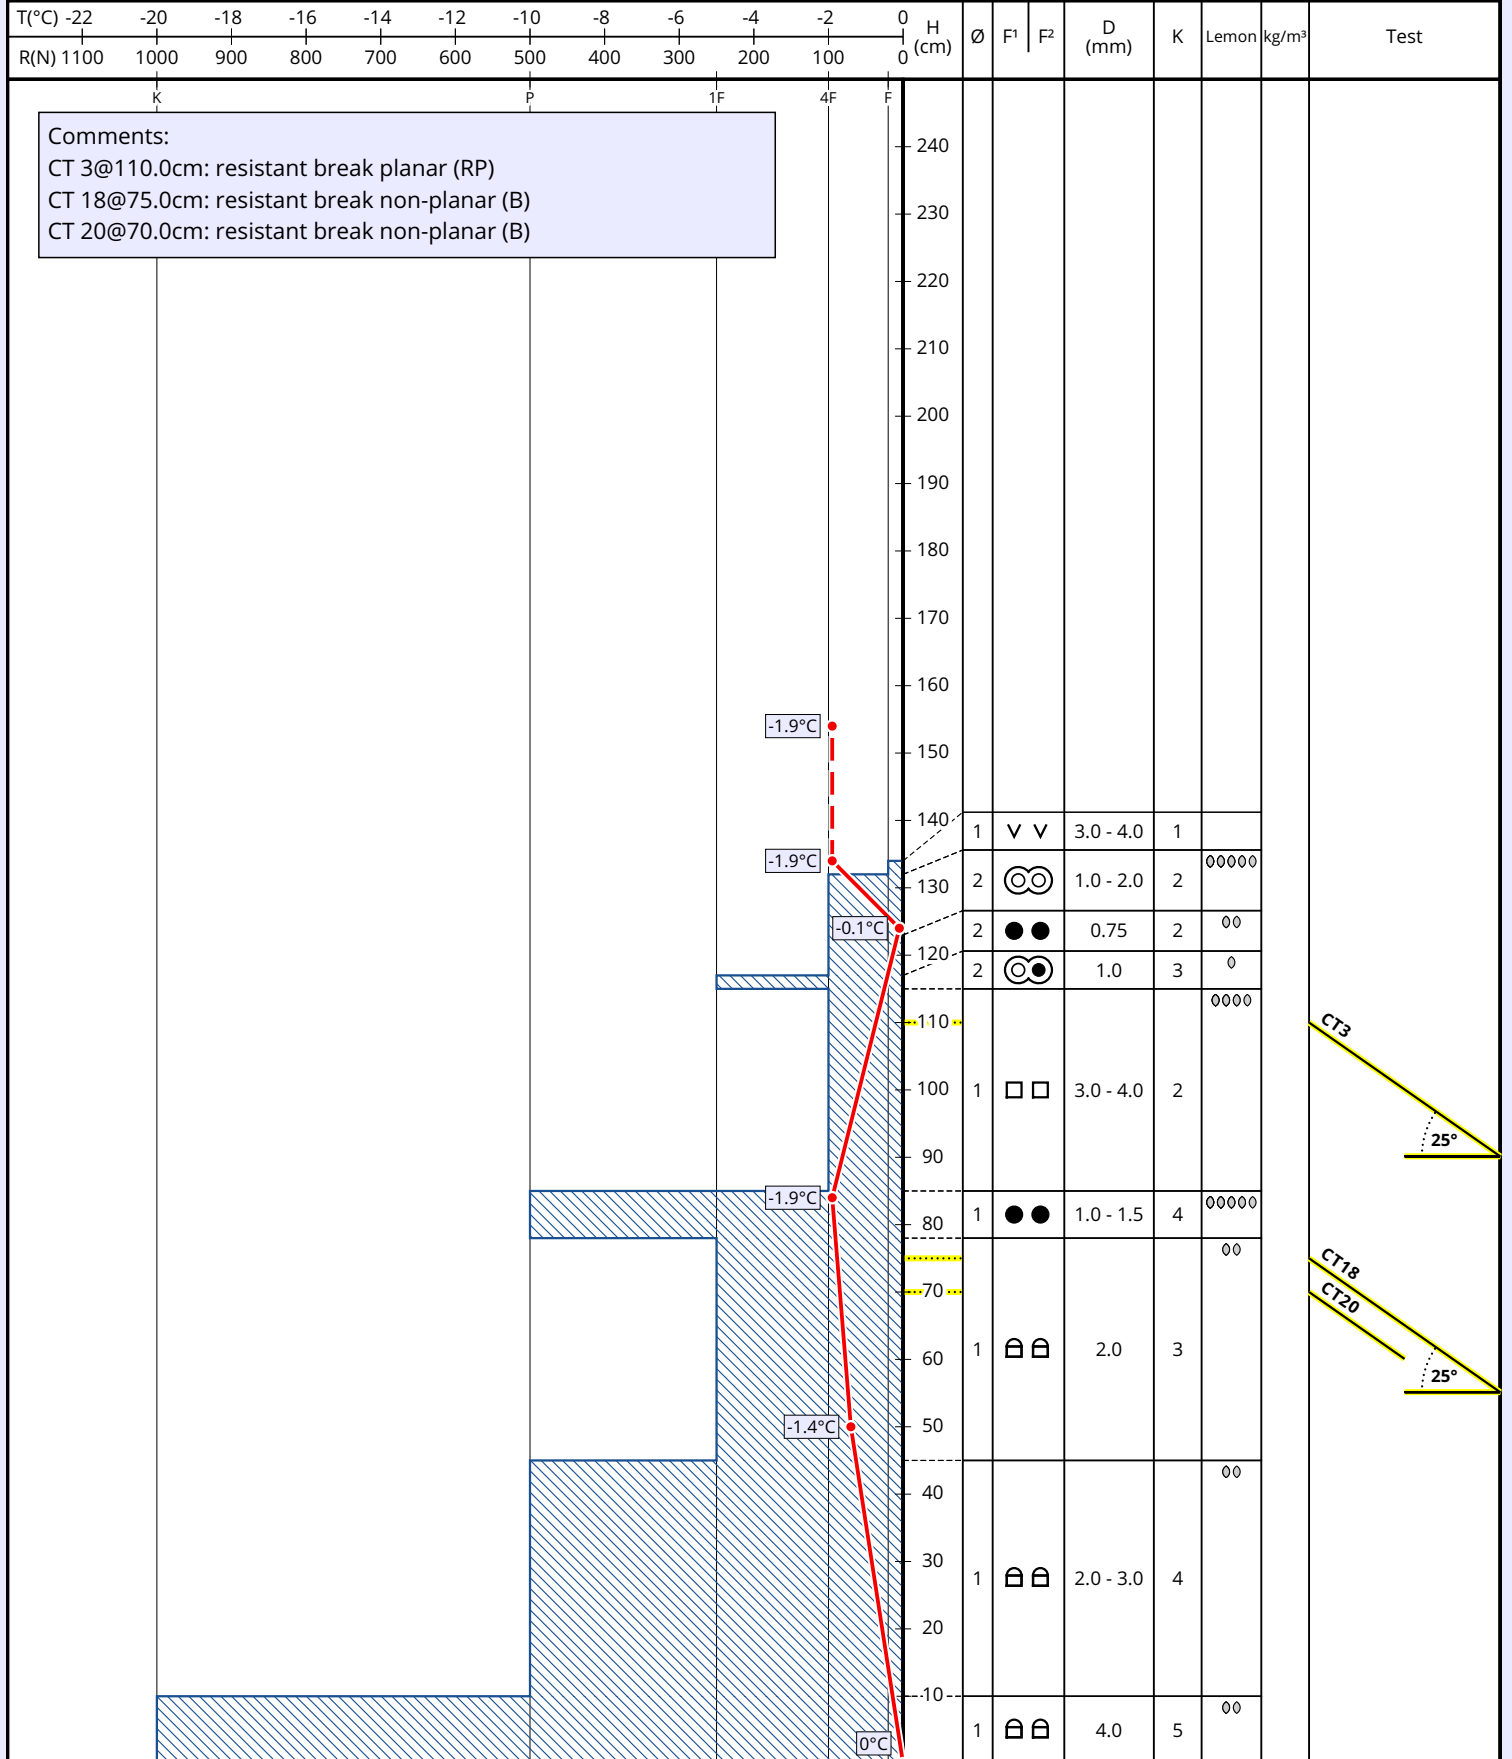 T(°C) -22 -20 -18 -16 -14 -12 -10 -8 -6 -4 -2 0
R(N) 1100 1000 900 800 700 600 500 400 300 200 100 0
H (cm) Ø F¹ F² D (mm) K Lemon kg/m³ Test
K P 1F 4F F
Comments:
CT 3@110.0cm: resistant break planar (RP)
CT 18@75.0cm: resistant break non-planar (B)
CT 20@70.0cm: resistant break non-planar (B)
240
230
220
210
200
190
180
170
160
-1.9°C
150
140
1 3.0 - 4.0 1
-1.9°C
130
2 1.0 - 2.0 2
-0.1°C
2 0.75 2
120
2 1.0 3
110
CT3
100
1 3.0 - 4.0 2
90
25°
-1.9°C
80
1 1.0 - 1.5 4
CT18
70
CT20
60
1 2.0 3
25°
50
-1.4°C
40
30
1 2.0 - 3.0 4
20
10
1 4.0 5
0°C